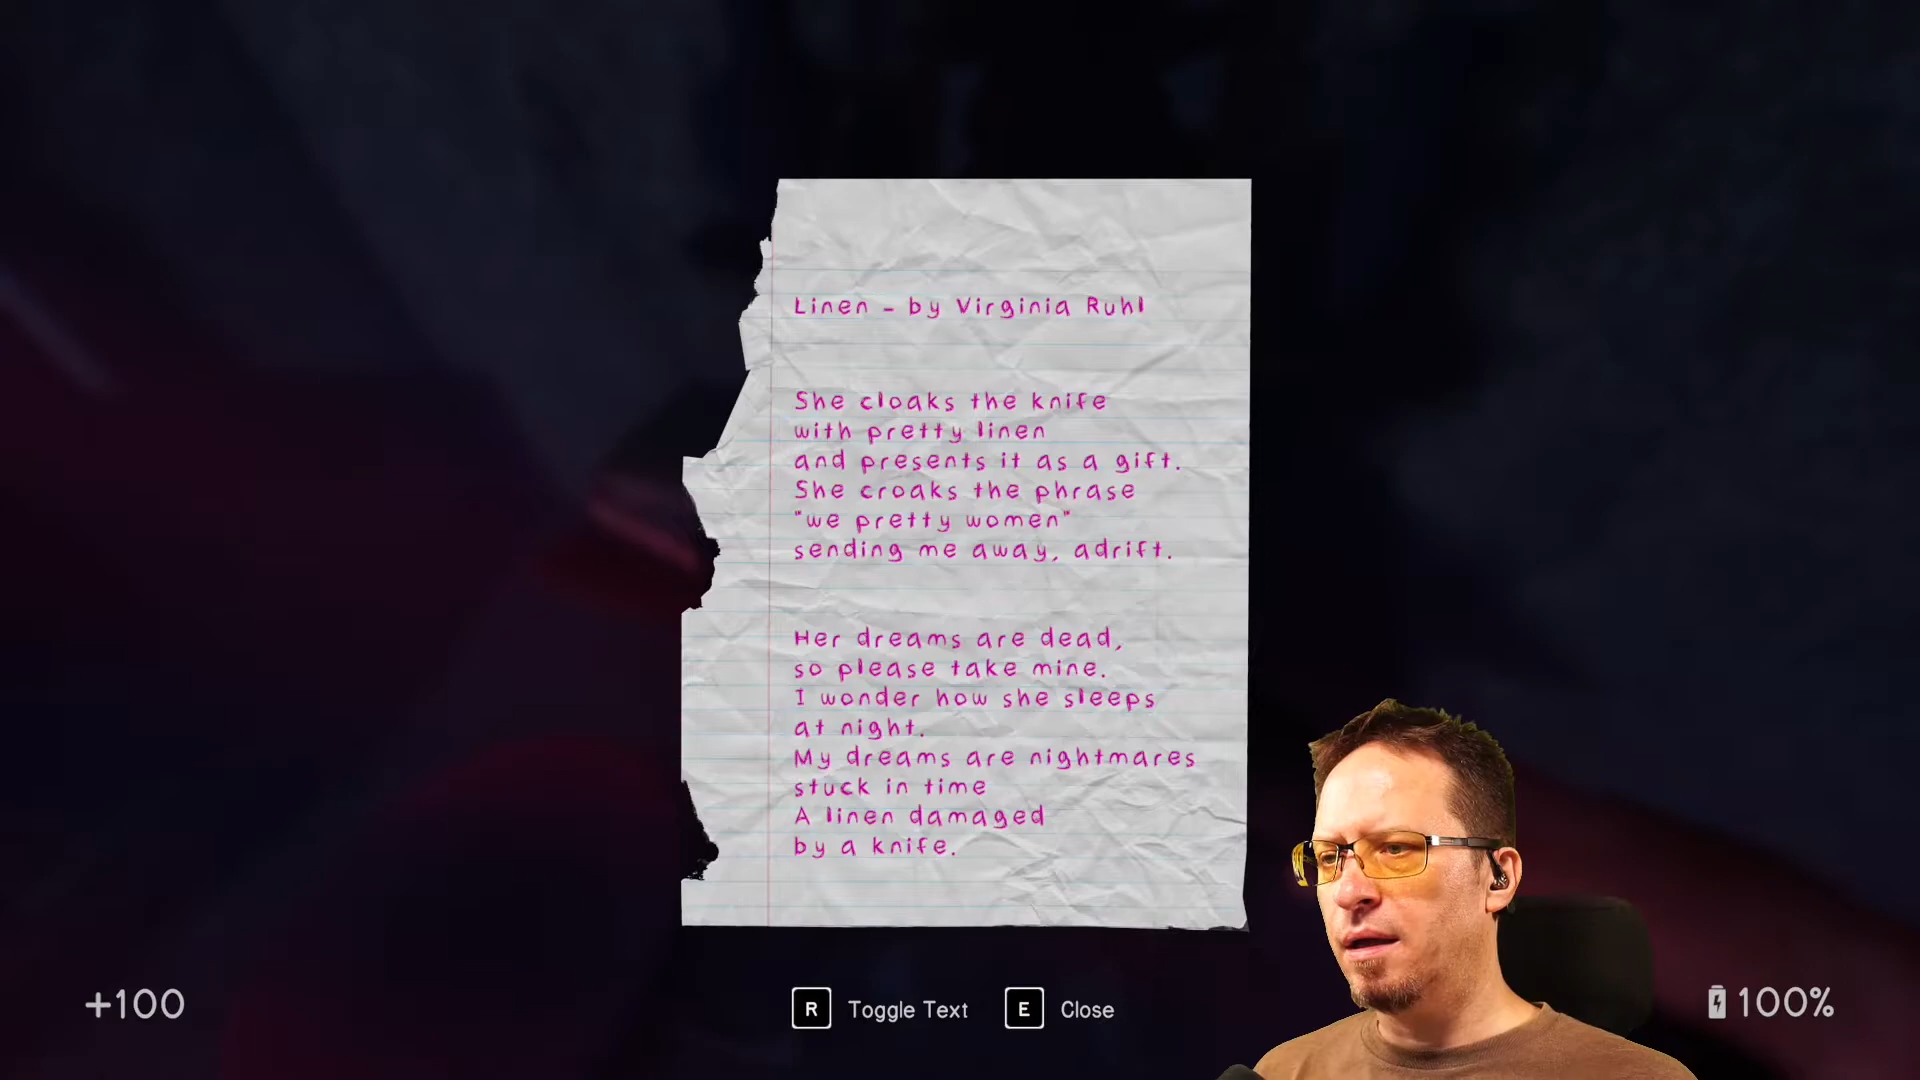 Linen - by Virginia Ruhl
She cloaks the knife
with pretty linen
and presents it as a gift.
She croaks the phrase
"we pretty women"
sending me away, adrift.
Her dreams are dead,
so please take mine.
I wonder how she sleeps
at night.
My dreams are nightmares
stuck in time
A linen damaged
by a knife.
+100
R Toggle Text E Close
100%